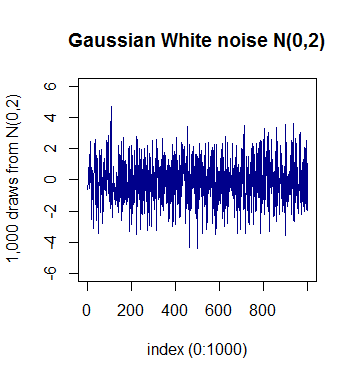 Gaussian White noise N(0,2)
1,000 draws from N(0,2)
6
4
2
0
-2
-4
-6
0 200 400 600 800
index (0:1000)